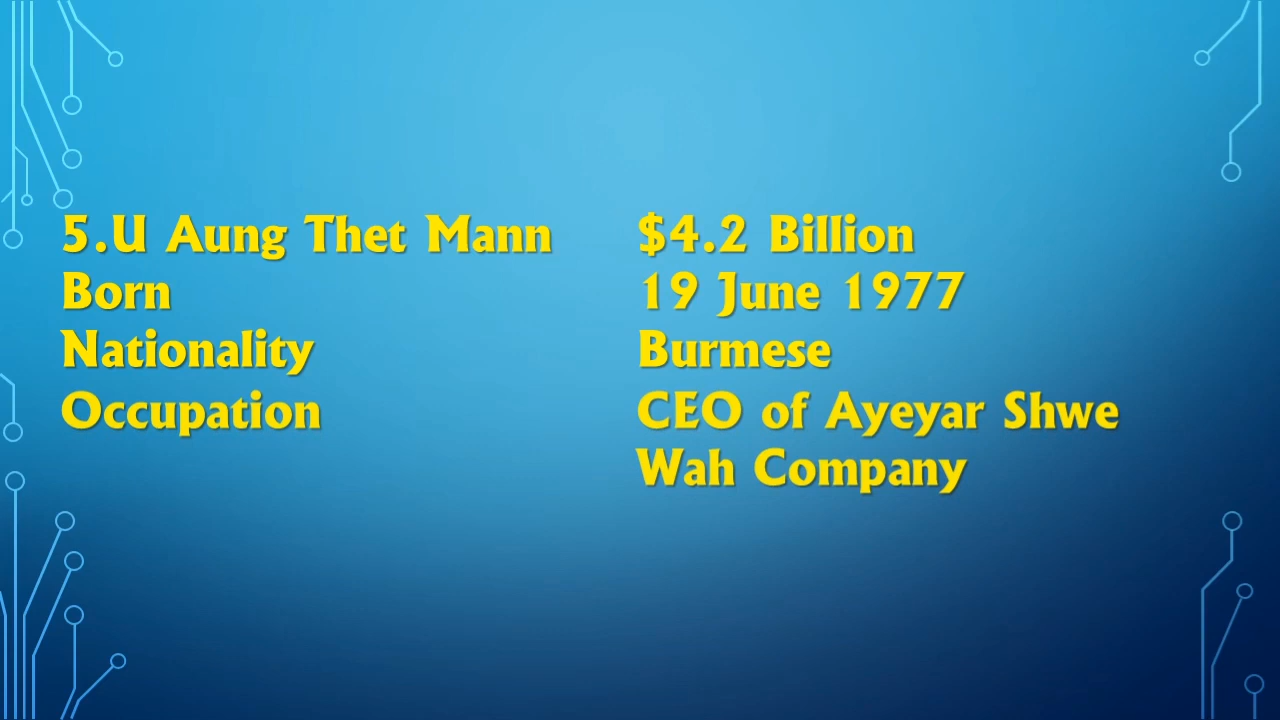 5.U Aung Thet Mann $4.2 Billion
Born 19 June 1977
Nationality Burmese
Occupation CEO of Ayeyar Shwe
Wah Company